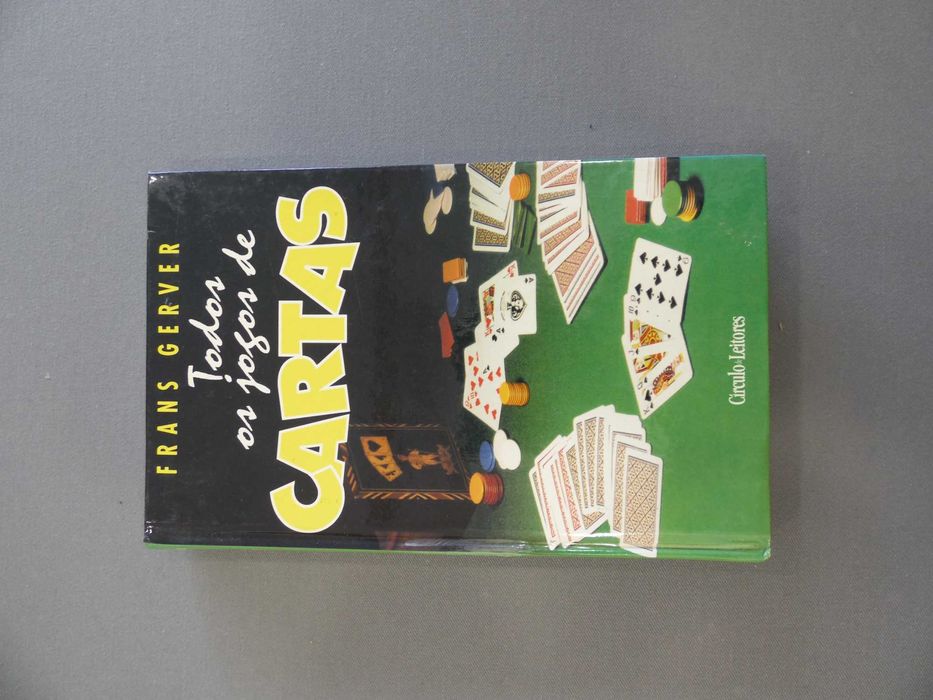 FRANS GERVER
Todos
os jogos de
CARTAS
Círculo de Leitores